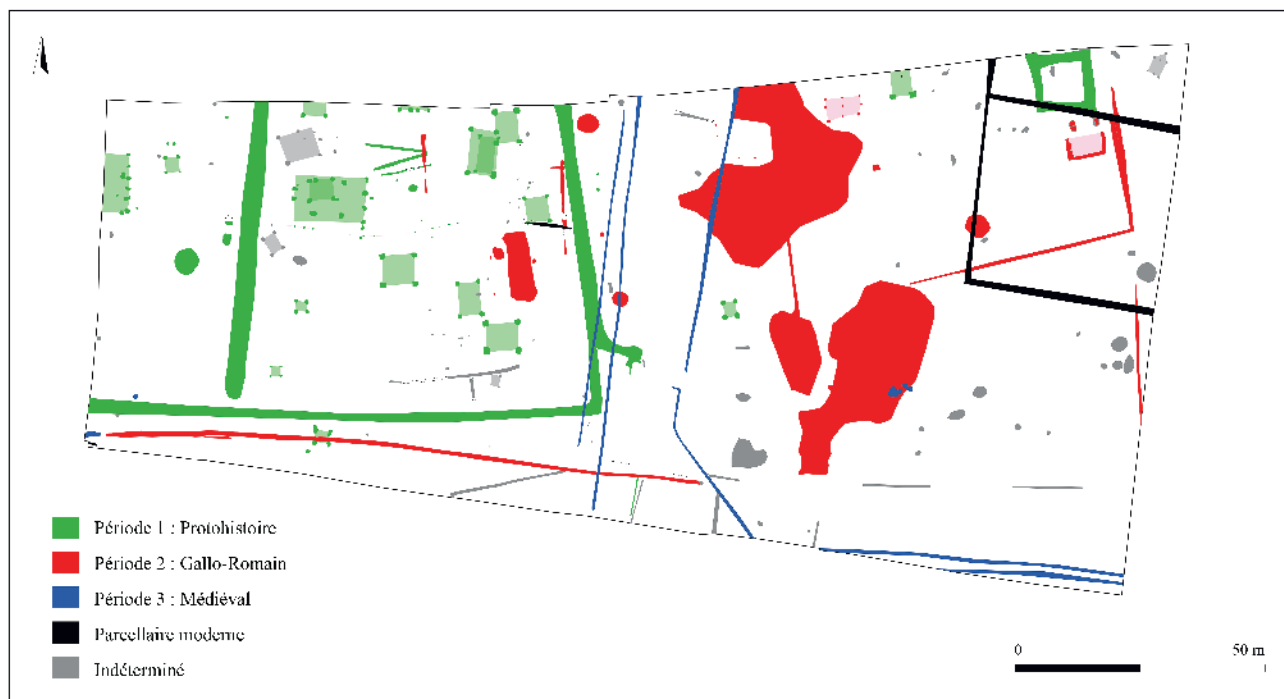 Période 1 : Protohistoire
Période 2 : Gallo-Romain
Période 3 : Médiéval
Parcellaire moderne
Indéterminé
0 50 m